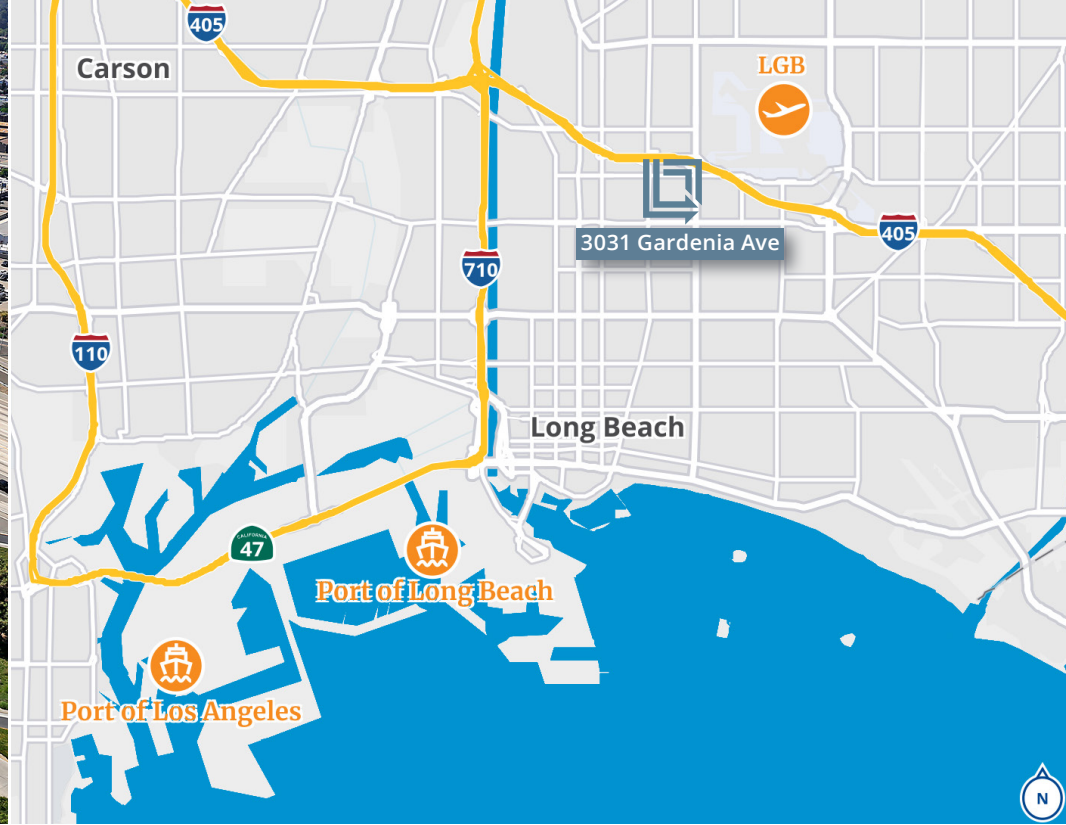 405
Carson
LGB
3031 Gardenia Ave
405
710
110
Long Beach
CALIFORNIA
47
Port of Long Beach
Port of Los Angeles
N